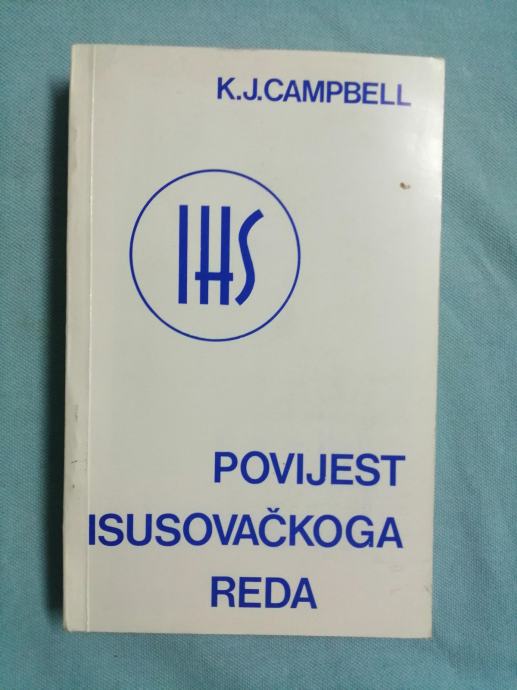 K.J.CAMPBELL
IHS
POVIJEST
ISUSOVAČKOGA
REDA